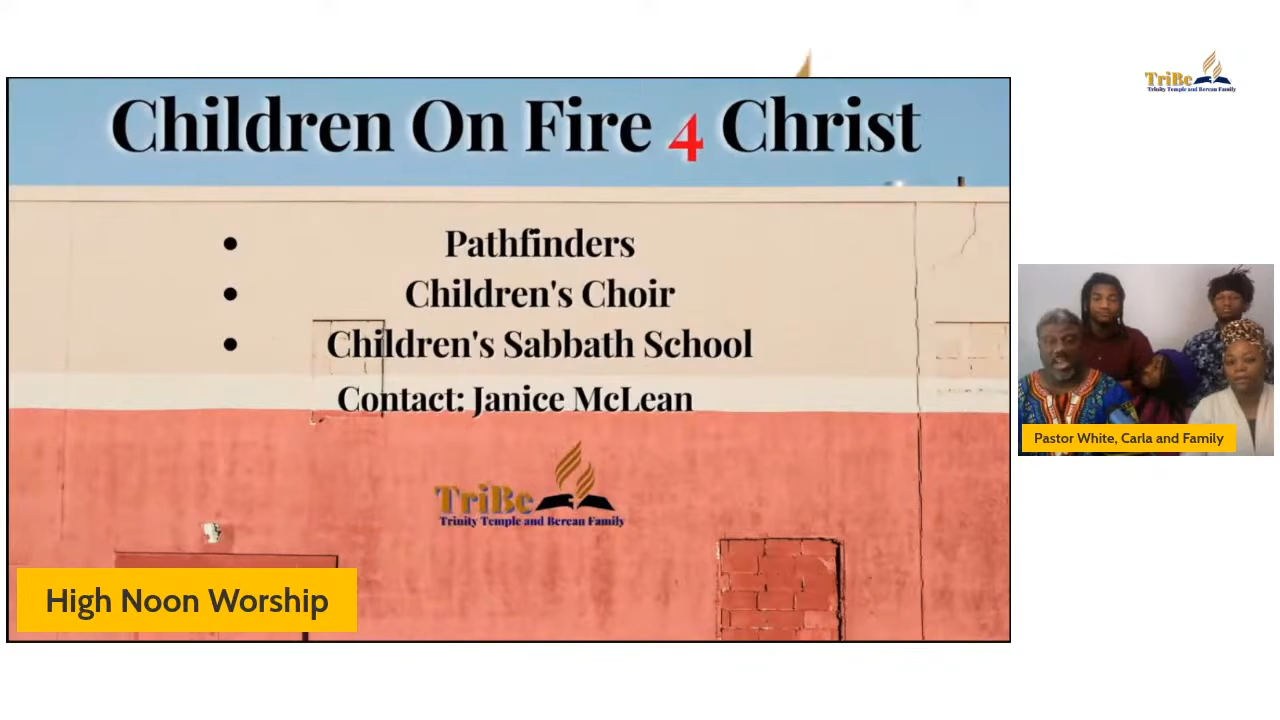 Children On Fire 4 Christ
Pathfinders
Children's Choir
Children's Sabbath School
Contact: Janice McLean
TriBe
Trinity Temple and Berean Family
High Noon Worship
TriBe
Trinity Temple and Berean Family
Pastor White, Carla and Family